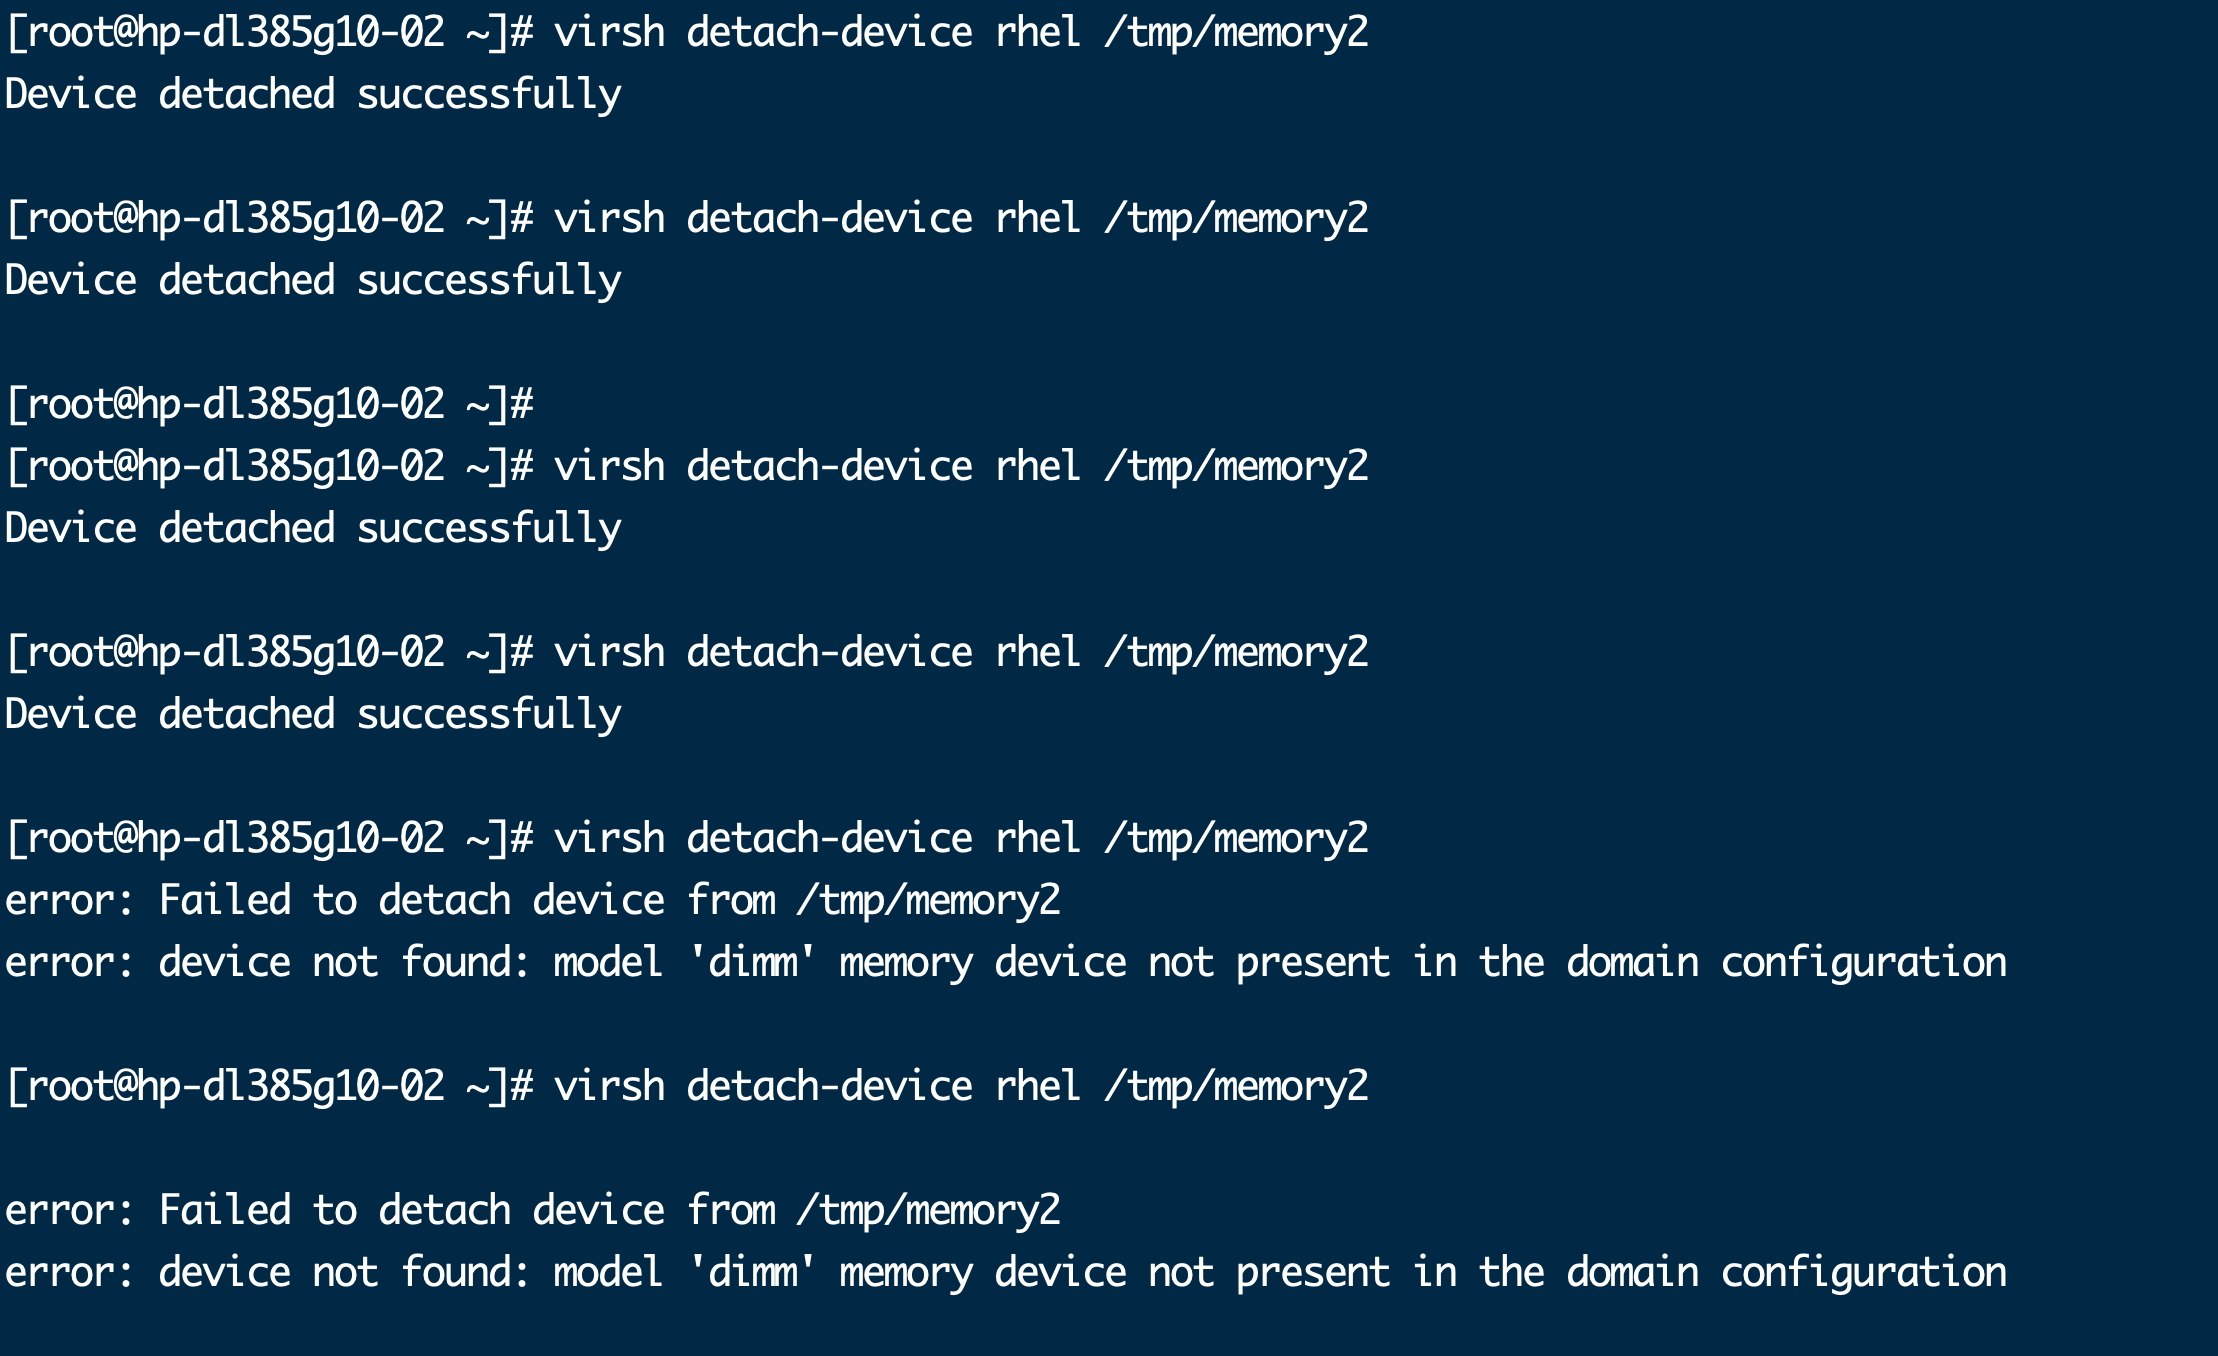 [root@hp-dl385g10-02 ~]# virsh detach-device rhel /tmp/memory2
Device detached successfully
[root@hp-dl385g10-02 ~]# virsh detach-device rhel /tmp/memory2
Device detached successfully
[root@hp-dl385g10-02 ~]#
[root@hp-dl385g10-02 ~]# virsh detach-device rhel /tmp/memory2
Device detached successfully
[root@hp-dl385g10-02 ~]# virsh detach-device rhel /tmp/memory2
Device detached successfully
[root@hp-dl385g10-02 ~]# virsh detach-device rhel /tmp/memory2
error: Failed to detach device from /tmp/memory2
error: device not found: model 'dimm' memory device not present in the domain configuration
[root@hp-dl385g10-02 ~]# virsh detach-device rhel /tmp/memory2
error: Failed to detach device from /tmp/memory2
error: device not found: model 'dimm' memory device not present in the domain configuration